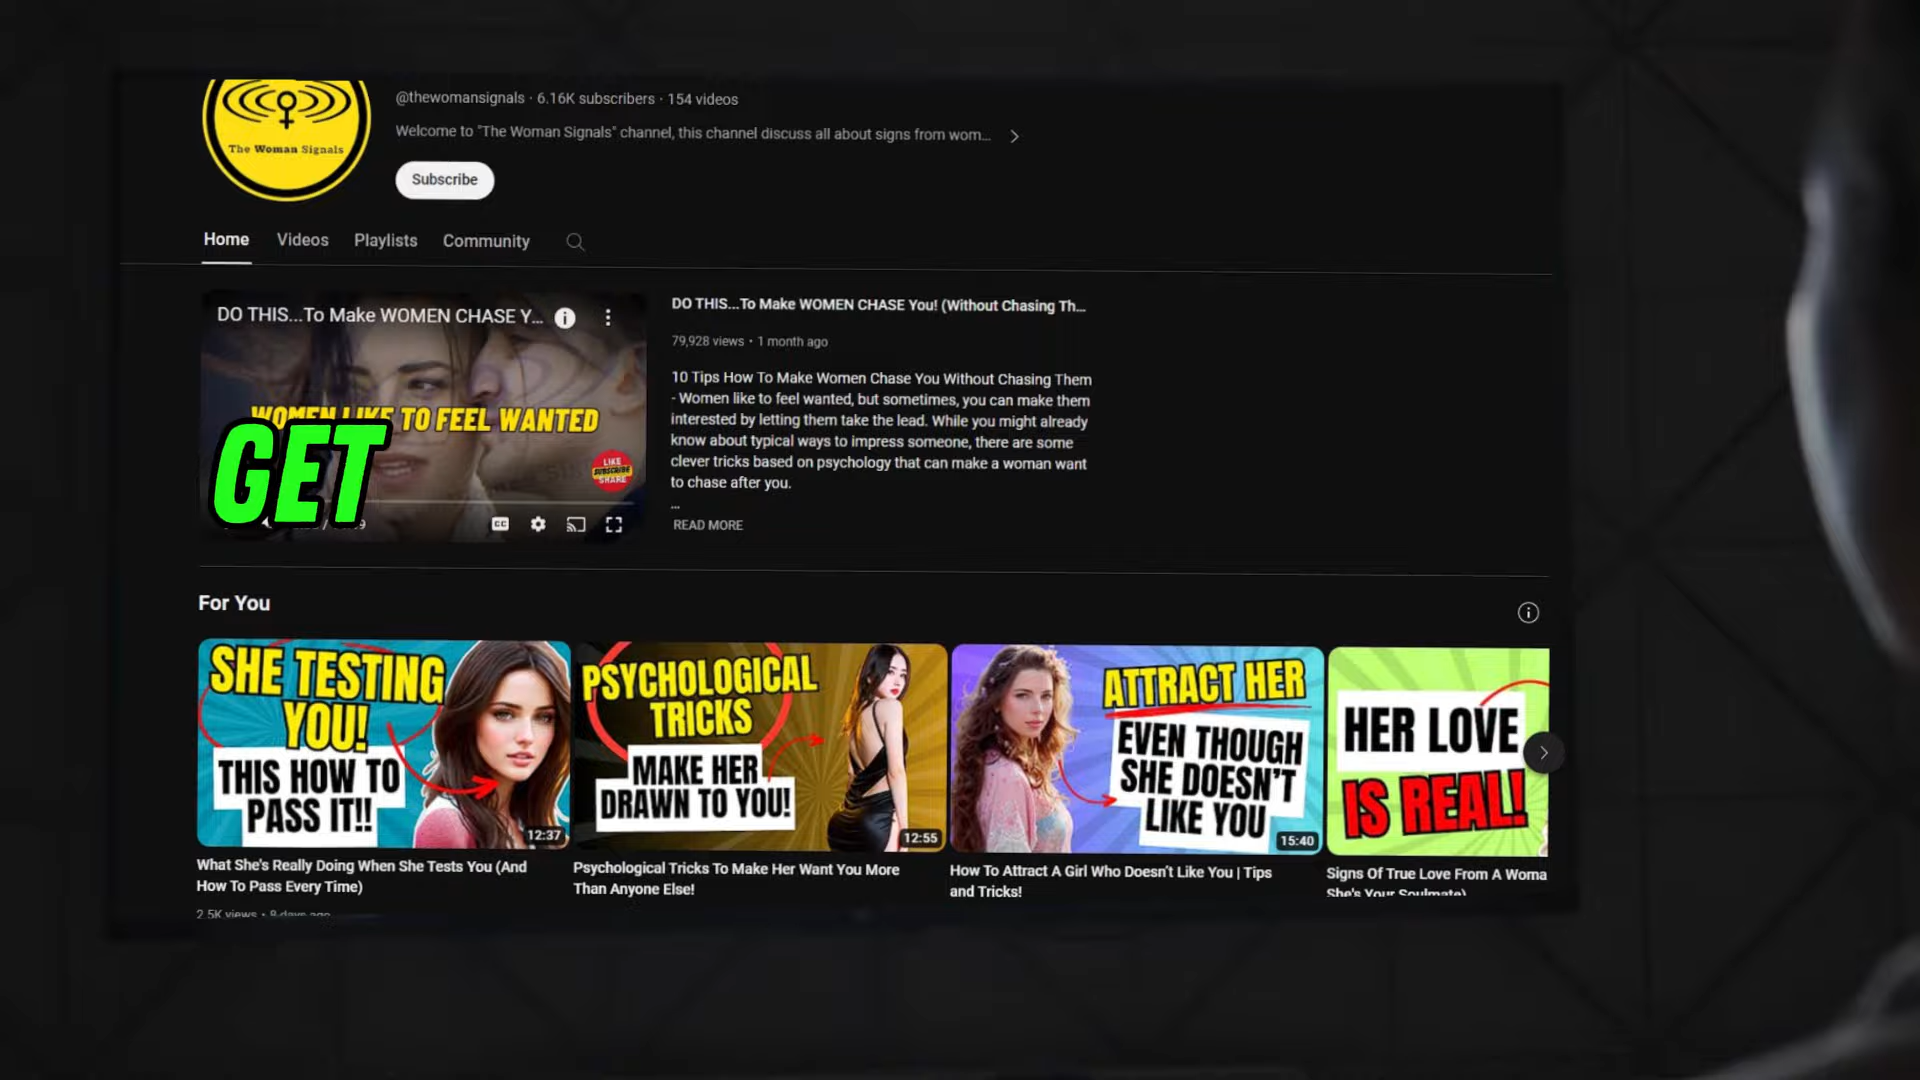 The Woman Signals
@thewomansignals · 6.16K subscribers · 154 videos
Welcome to "The Woman Signals" channel, this channel discuss all about signs from wom...
Subscribe
Home Videos Playlists Community
DO THIS...To Make WOMEN CHASE Y...
WOMEN LIKE TO FEEL WANTED
GET
LIKE
SUBSCRIBE
SHARE
CC
DO THIS...To Make WOMEN CHASE You! (Without Chasing Th...
79,928 views • 1 month ago
10 Tips How To Make Women Chase You Without Chasing Them
- Women like to feel wanted, but sometimes, you can make them
interested by letting them take the lead. While you might already
know about typical ways to impress someone, there are some
clever tricks based on psychology that can make a woman want
to chase after you.
...
READ MORE
For You
SHE TESTING
YOU!
THIS HOW TO
PASS IT!!
12:37
What She's Really Doing When She Tests You (And
How To Pass Every Time)
2.5K views • 9 days ago
PSYCHOLOGICAL
TRICKS
MAKE HER
DRAWN TO YOU!
12:55
Psychological Tricks To Make Her Want You More
Than Anyone Else!
ATTRACT HER
EVEN THOUGH
SHE DOESN'T
LIKE YOU
15:40
How To Attract A Girl Who Doesn't Like You | Tips
and Tricks!
HER LOVE
IS REAL!
Signs Of True Love From A Woma
She's Your Soulmate)